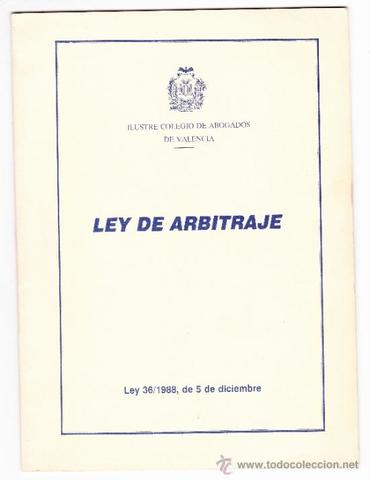 ILUSTRE COLEGIO DE ABOGADOS
DE VALENCIA
LEY DE ARBITRAJE
Ley 36/1988, de 5 de diciembre
© www.todocoleccion.net